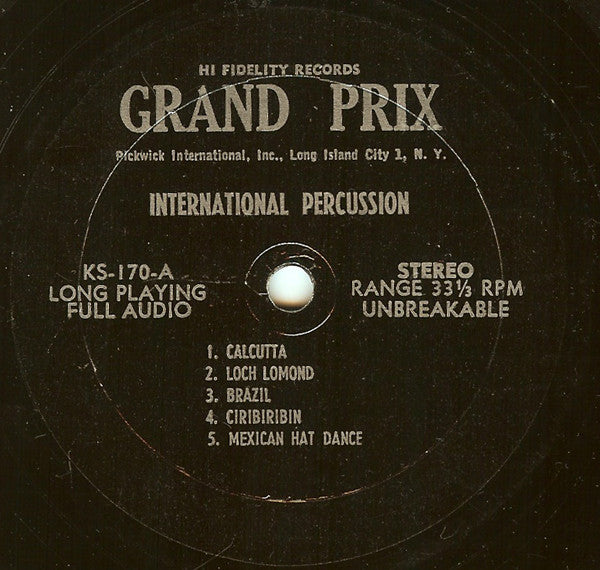 HI FIDELITY RECORDS
GRAND PRIX
Pickwick International, Inc., Long Island City 1, N. Y.
INTERNATIONAL PERCUSSION
KS-170-A
LONG PLAYING
FULL AUDIO
STEREO
RANGE 33⅓ RPM
UNBREAKABLE
1. CALCUTTA
2. LOCH LOMOND
3. BRAZIL
4. CIRIBIRIBIN
5. MEXICAN HAT DANCE